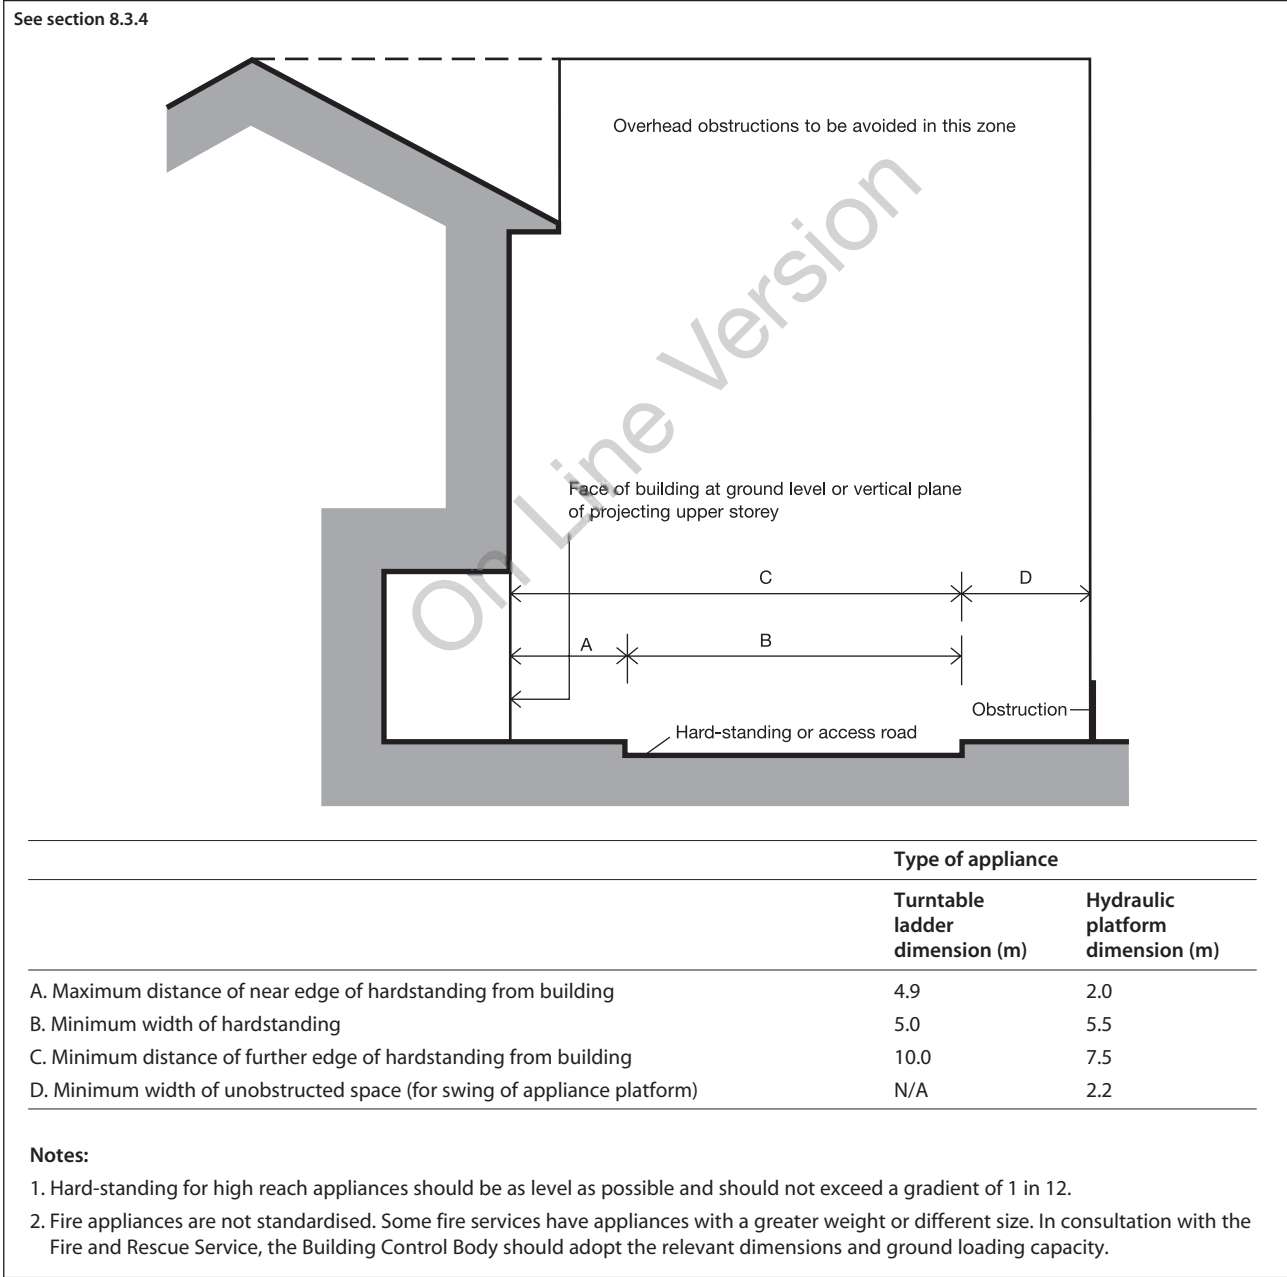 See section 8.3.4
Overhead obstructions to be avoided in this zone
On Line Version
Face of building at ground level or vertical plane
of projecting upper storey
C
D
A
B
Obstruction
Hard-standing or access road
Type of appliance
Turntable ladder dimension (m)
Hydraulic platform dimension (m)
A. Maximum distance of near edge of hardstanding from building 4.9 2.0
B. Minimum width of hardstanding 5.0 5.5
C. Minimum distance of further edge of hardstanding from building 10.0 7.5
D. Minimum width of unobstructed space (for swing of appliance platform) N/A 2.2
Notes:
1. Hard-standing for high reach appliances should be as level as possible and should not exceed a gradient of 1 in 12.
2. Fire appliances are not standardised. Some fire services have appliances with a greater weight or different size. In consultation with the
Fire and Rescue Service, the Building Control Body should adopt the relevant dimensions and ground loading capacity.